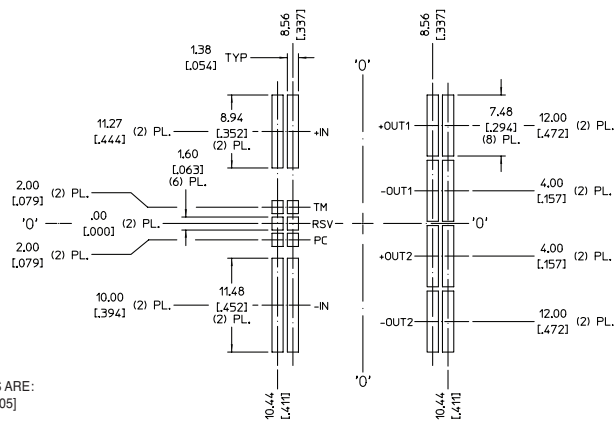 8.56
[.337]
8.56
[.337]
1.38
[.054]
TYP
'0'
11.27
[.444] (2) PL.
8.94
[.352]
(2) PL.
+IN
+OUT1
7.48
[.294]
(8) PL.
12.00
[.472] (2) PL.
1.60
[.063]
(6) PL.
2.00
[.079] (2) PL.
TM
-OUT1
4.00
[.157] (2) PL.
'0'
.00
[.000] (2) PL.
RSV
'0'
2.00
[.079] (2) PL.
PC
+OUT2
4.00
[.157] (2) PL.
10.00
[.394] (2) PL.
11.48
[.452]
(2) PL.
-IN
-OUT2
12.00
[.472] (2) PL.
'0'
S ARE:
05]
10.44
[.411]
10.44
[.411]